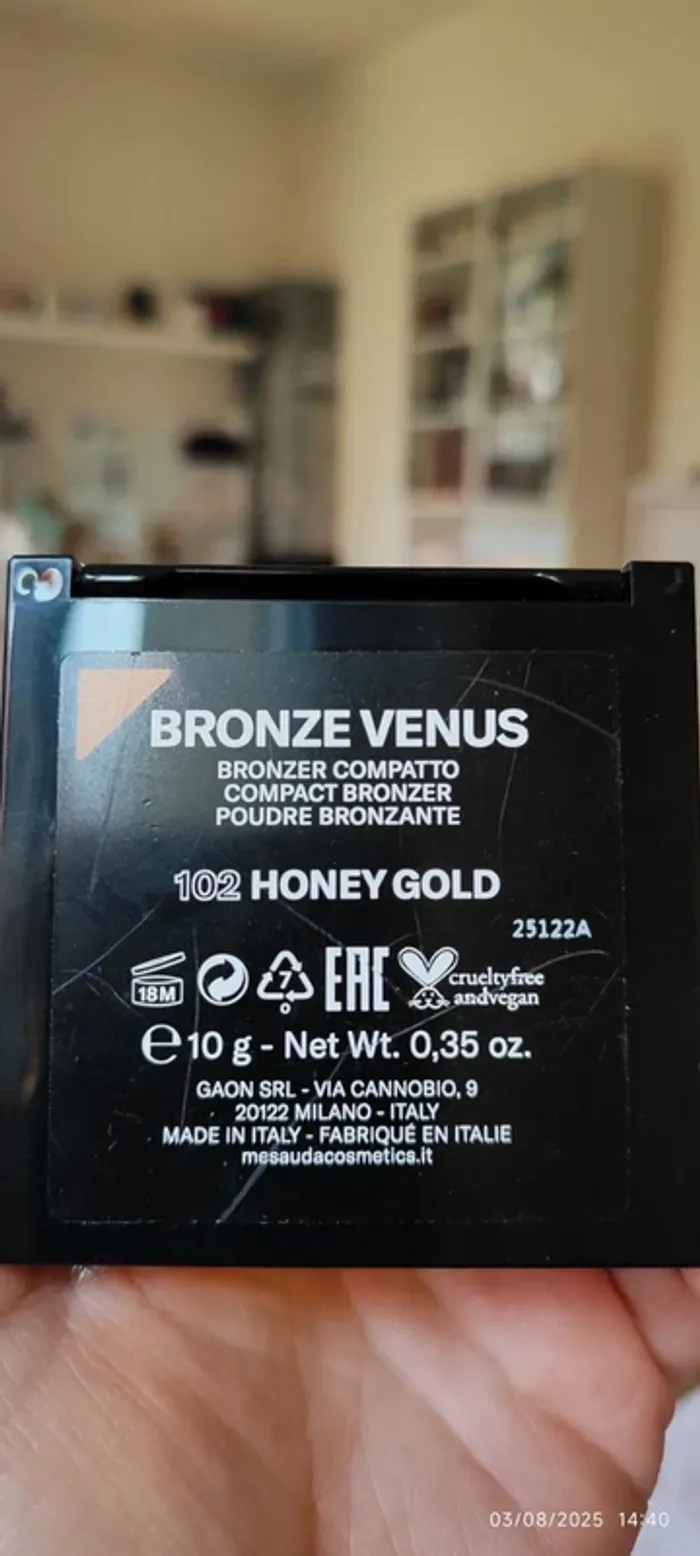 BRONZE VENUS
BRONZER COMPATTO
COMPACT BRONZER
POUDRE BRONZANTE
102 HONEY GOLD
25122A
18M
7
EAC
crueltyfree
andvegan
e 10 g - Net Wt. 0,35 oz.
GAON SRL - VIA CANNOBIO, 9
20122 MILANO - ITALY
MADE IN ITALY - FABRIQUÉ EN ITALIE
mesaudacosmetics.it
03/08/2025 14:40